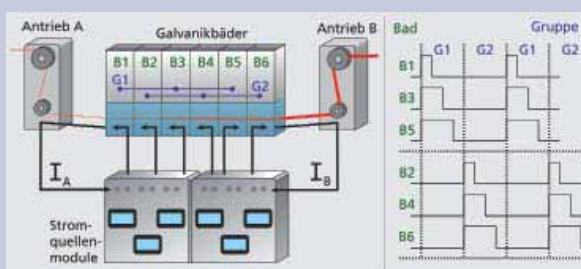 Antrieb A
Galvanikbäder
Antrieb B
B1 B2 B3 B4 B5 B6
G1
G2
I_A
I_B
Strom-
quellen-
module
Bad
Gruppe
G1 G2 G1 G2
B1
B3
B5
B2
B4
B6